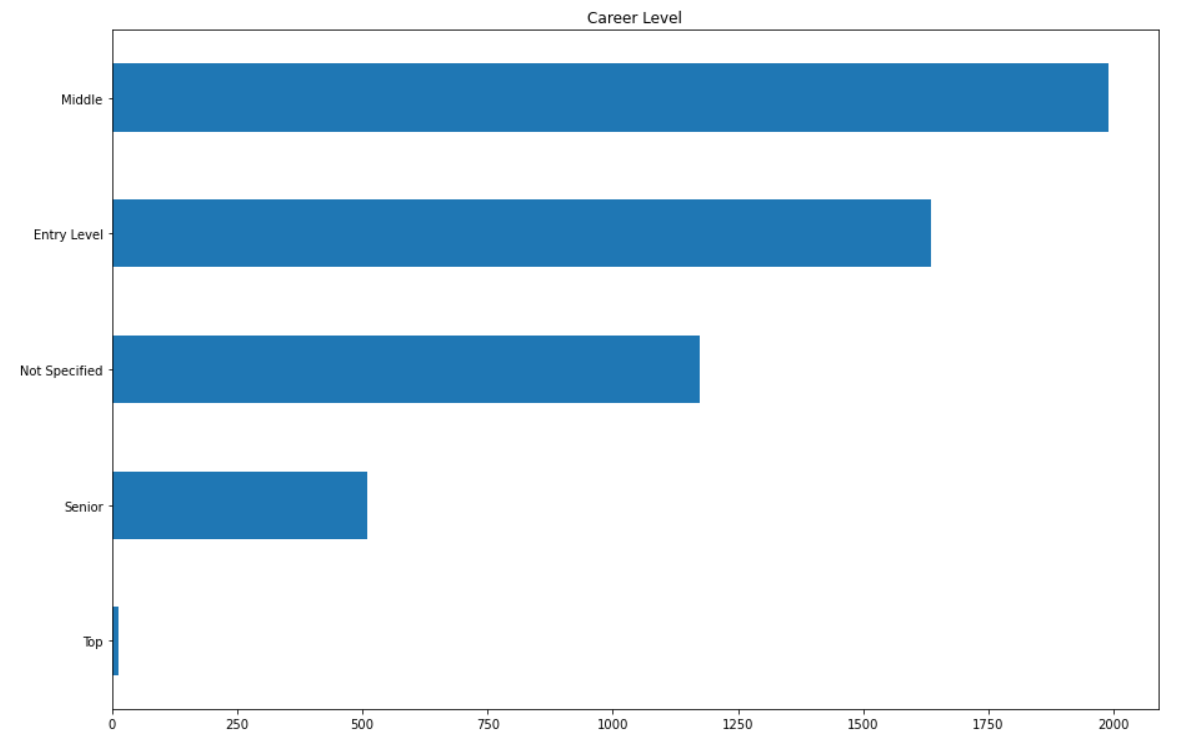 Career Level
Middle
Entry Level
Not Specified
Senior
Top
0 250 500 750 1000 1250 1500 1750 2000